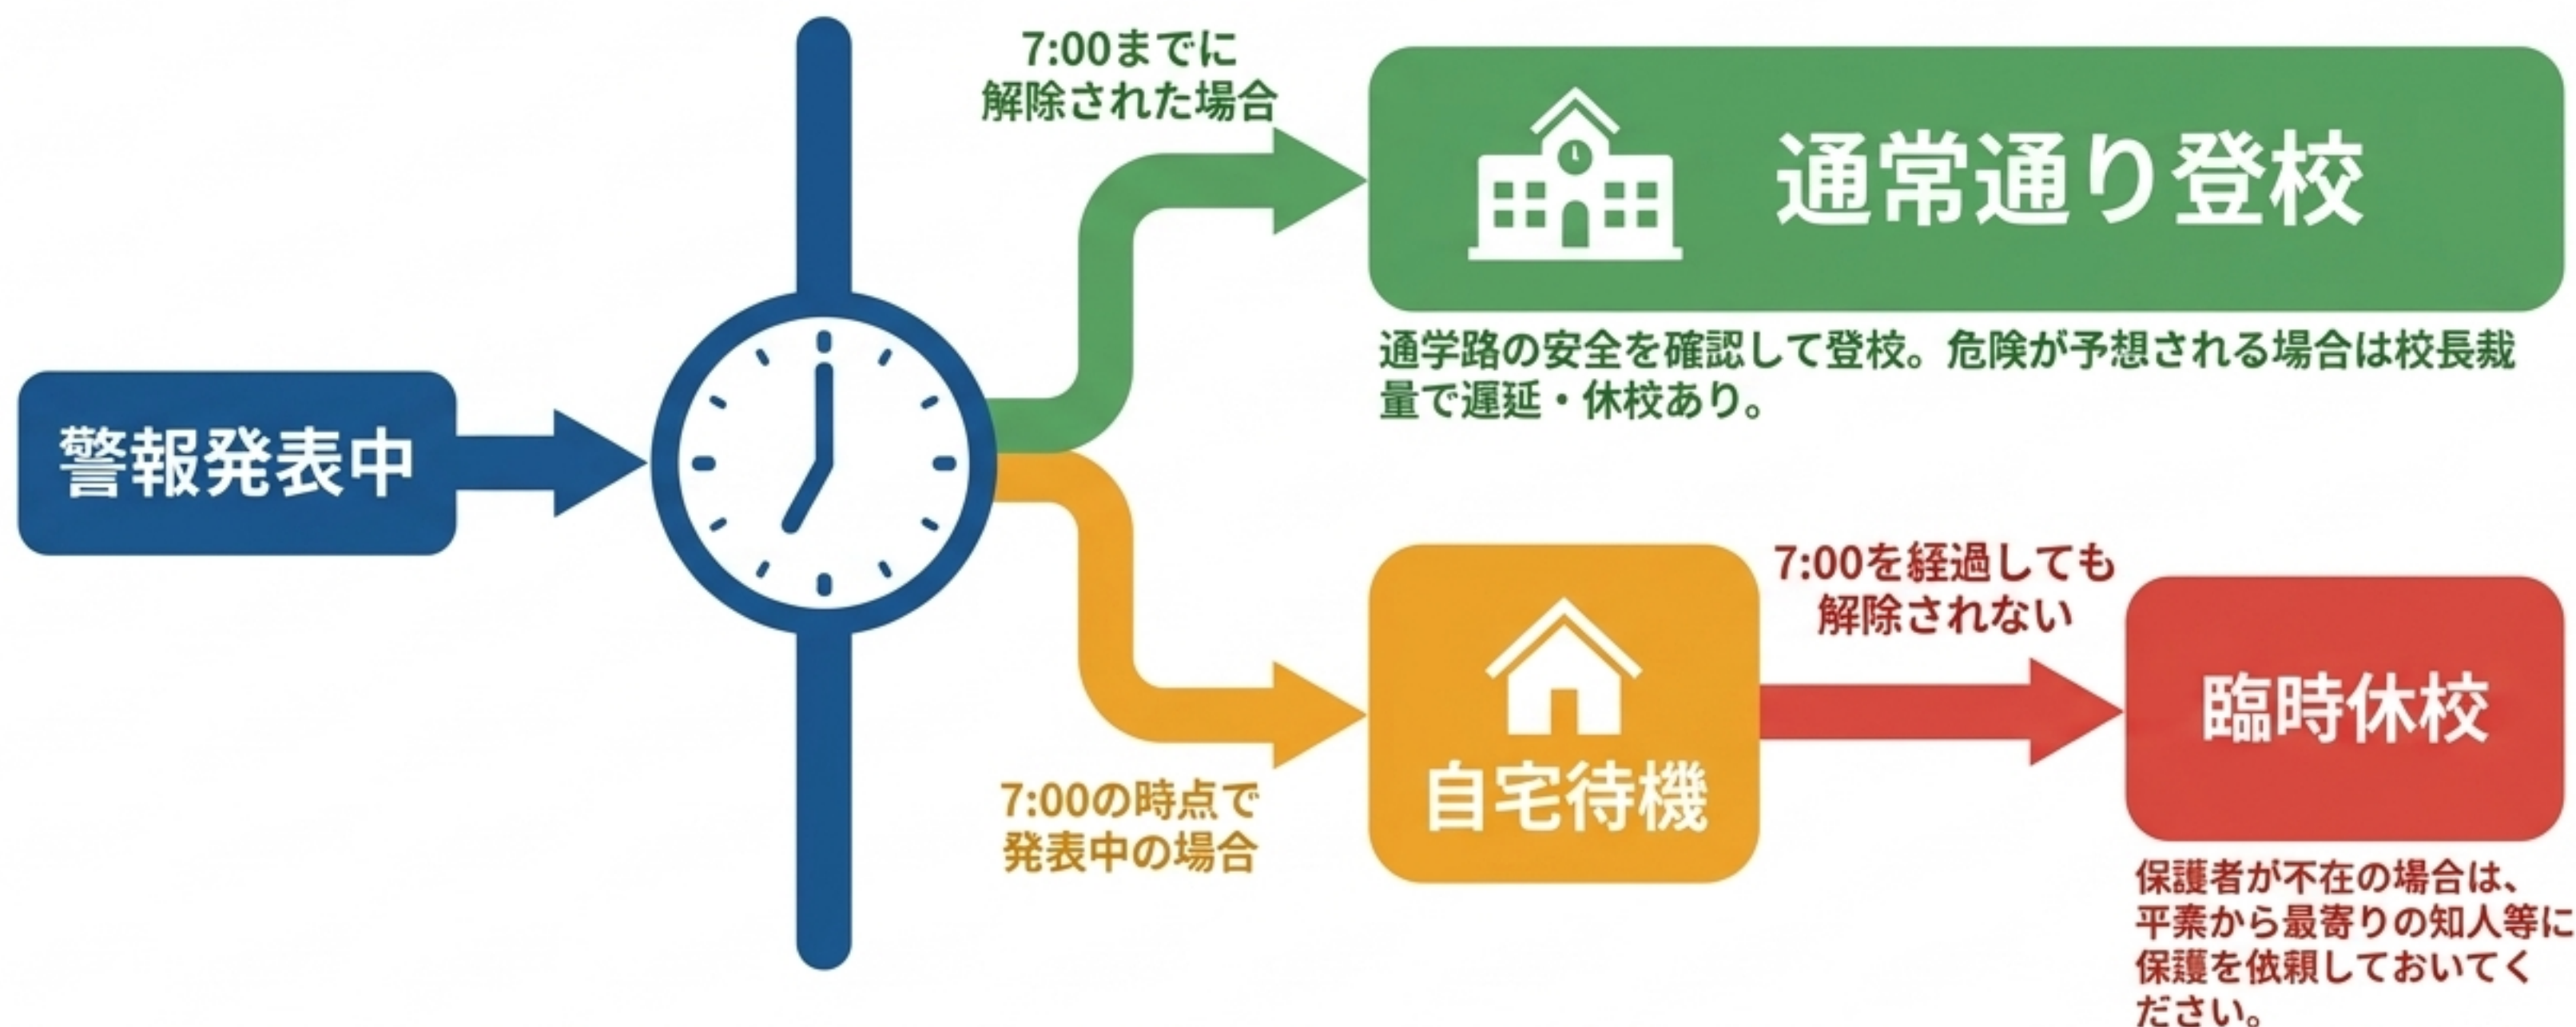 警報発表中
7:00までに
解除された場合
通常通り登校
通学路の安全を確認して登校。危険が予想される場合は校長裁
量で遅延・休校あり。
7:00の時点で
発表中の場合
自宅待機
7:00を経過しても
解除されない
臨時休校
保護者が不在の場合は、
平業から最寄りの知人等に
保護を依頼しておいてく
ださい。